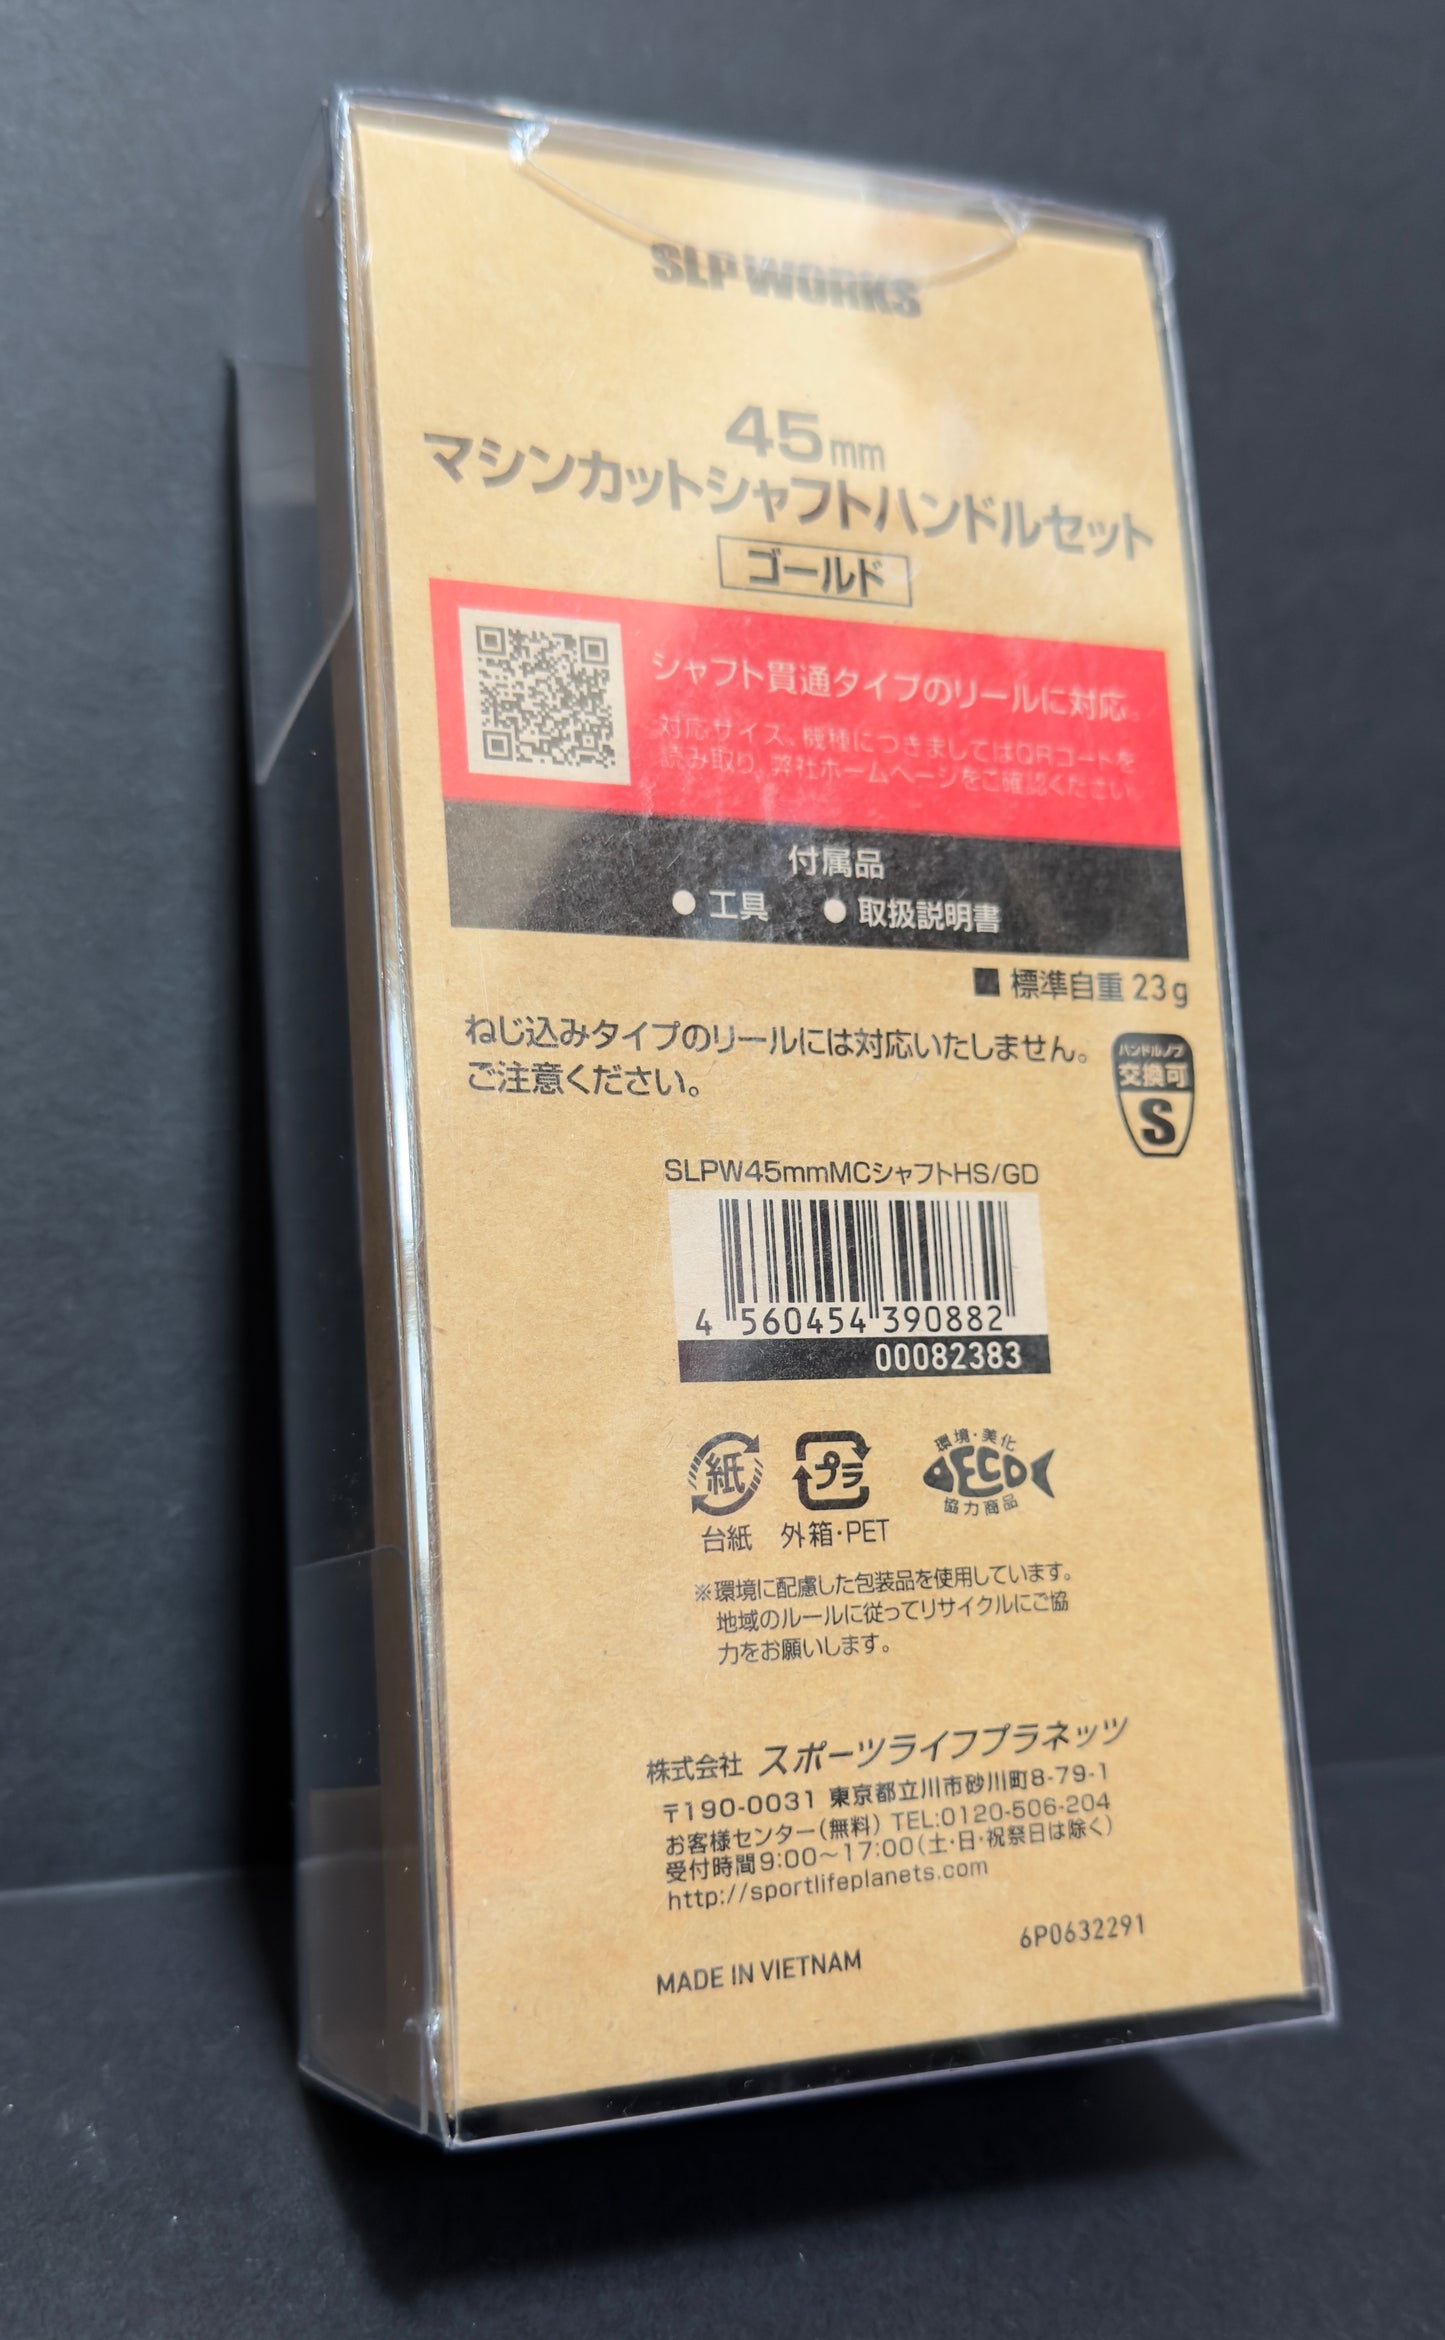 SLP WORKS
45mm
マシンカットシャフトハンドルセット
ゴールド
シャフト貫通タイプのリールに対応。
対応サイズ、機種につきましてはQRコードを
読み取り、弊社ホームページをご確認ください。
付属品
● 工具 ● 取扱説明書
■ 標準自重 23g
ねじ込みタイプのリールには対応いたしません。
ご注意ください。
ハンドルノブ
交換可
S
SLPW45mmMCシャフトHS/GD
4 560454 390882
00082383
紙
台紙
プラ
外箱・PET
環境・美化
ECO
協力商品
※環境に配慮した包装品を使用しています。
地域のルールに従ってリサイクルにご協
力をお願いします。
株式会社 スポーツライフプラネッツ
〒190-0031 東京都立川市砂川町8-79-1
お客様センター(無料) TEL:0120-506-204
受付時間9:00～17:00(土・日・祝祭日は除く)
http://sportlifeplanets.com
6P0632291
MADE IN VIETNAM